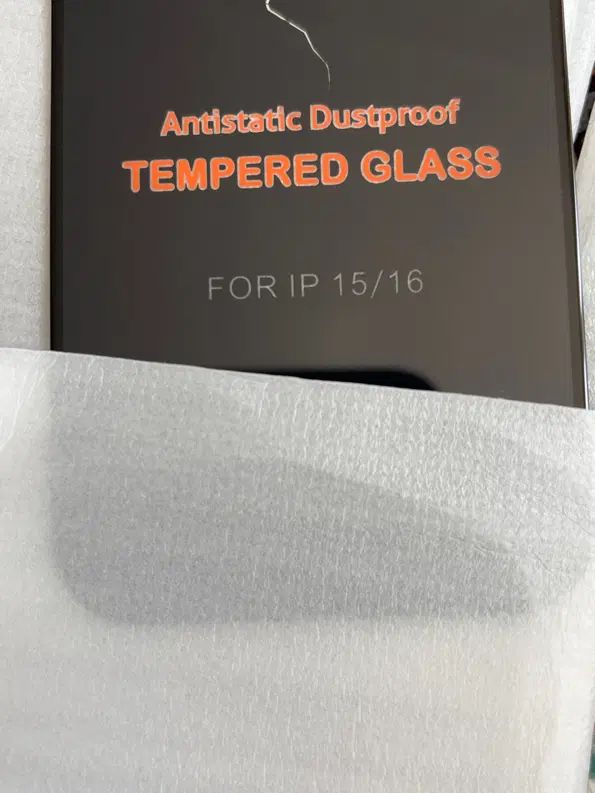 Antistatic Dustproof
TEMPERED GLASS
FOR IP 15/16